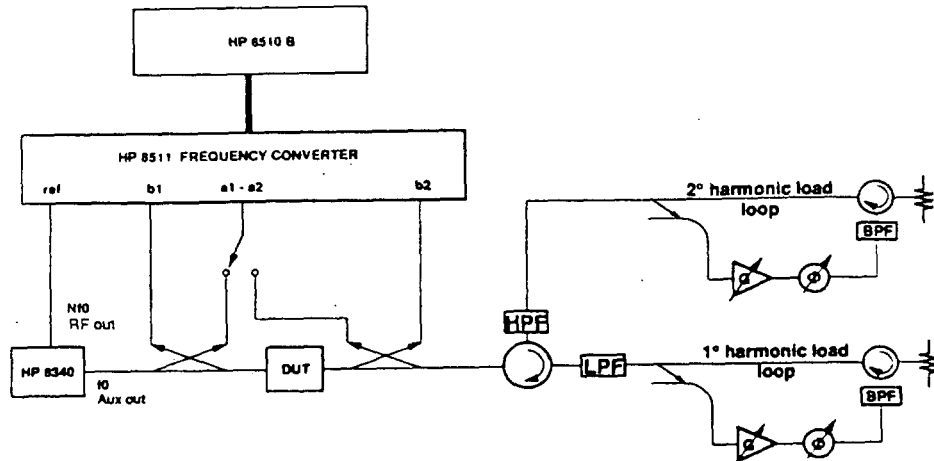 HP 8510 B
HP 8511 FREQUENCY CONVERTER
ref b1 a1 - a2 b2
2° harmonic load
loop
BPF
G Φ
Nf0
RF out
HPF
HP 8340
DUT
LPF
1° harmonic load
loop
f0
Aux out
BPF
G Φ